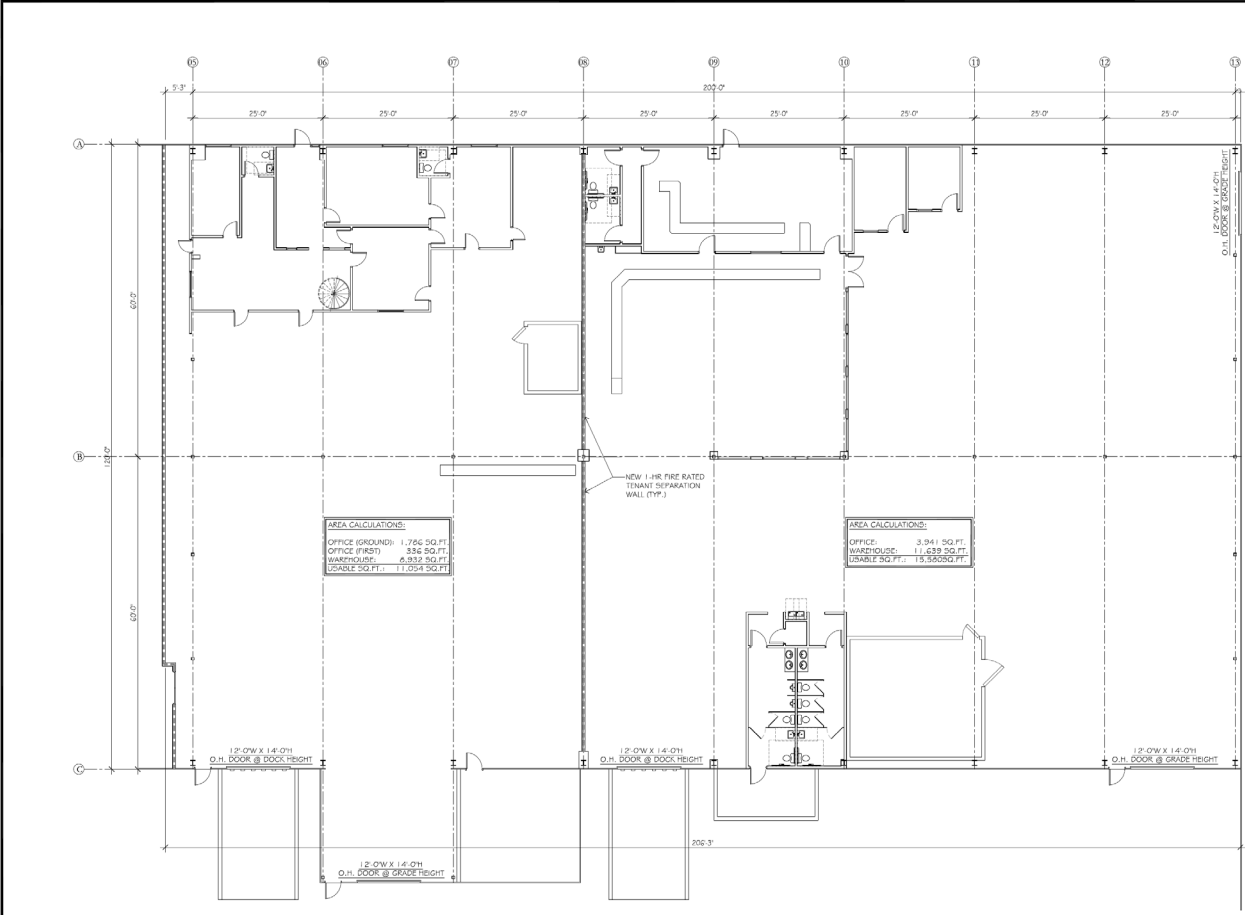 05 06 07 08 09 10 11 12 13
5'-3" 200'-0"
25'-0" 25'-0" 25'-0" 25'-0" 25'-0" 25'-0" 25'-0" 25'-0"
A
12'-0"W X 14'-0"H
O.H. DOOR @ GRADE HEIGHT
60'-0"
120'-0"
B
NEW 1-HR FIRE RATED
TENANT SEPARATION
WALL (TYP.)
AREA CALCULATIONS:
OFFICE (GROUND): 1,786 SQ.FT.
OFFICE (FIRST) 336 SQ.FT.
WAREHOUSE: 8,932 SQ.FT.
USABLE SQ.FT.: 11,054 SQ.FT.
AREA CALCULATIONS:
OFFICE: 3,941 SQ.FT.
WAREHOUSE: 11,639 SQ.FT.
USABLE SQ.FT.: 15,580SQ.FT.
60'-0"
12'-0"W X 14'-0"H
O.H. DOOR @ DOCK HEIGHT
12'-0"W X 14'-0"H
O.H. DOOR @ DOCK HEIGHT
12'-0"W X 14'-0"H
O.H. DOOR @ GRADE HEIGHT
C
206'-3"
12'-0"W X 14'-0"H
O.H. DOOR @ GRADE HEIGHT